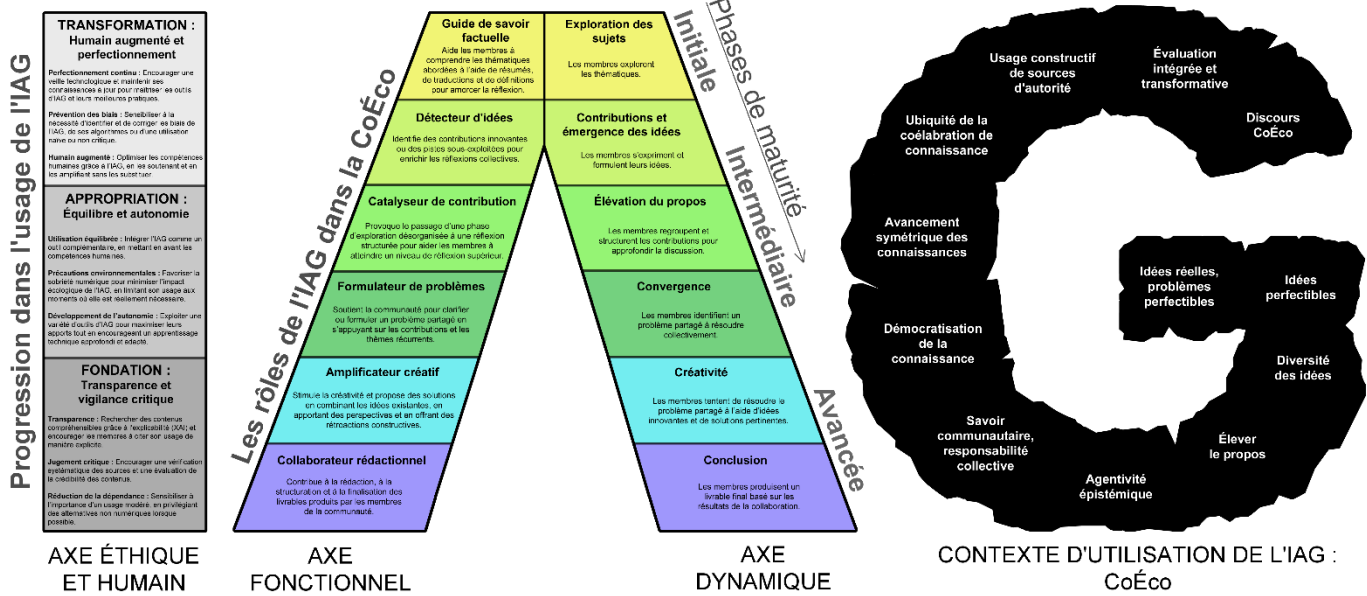 Progression dans l'usage de l'IAG
TRANSFORMATION :
Humain augmenté et
perfectionnement
Perfectionnement continu : Encourager une
veille technologique et maintenir ses
connaissances à jour pour maîtriser les outils
d'IAG et leurs meilleures pratiques.
Prévention des biais : Sensibiliser à la
nécessité d'identifier et de corriger les biais de
l'IAG, de ses algorithmes ou d'une utilisation
naïve ou non critique.
Humain augmenté : Optimiser les compétences
humaines grâce à l'IAG, en les soutenant et en
les amplifiant sans les substituer.
APPROPRIATION :
Équilibre et autonomie
Utilisation équilibrée : Intégrer l'IAG comme un
outil complémentaire, en mettant en avant les
compétences humaines.
Précautions environnementales : Favoriser la
sobriété numérique pour minimiser l'impact
écologique de l'IAG, en limitant son usage aux
moments où elle est réellement nécessaire.
Développement de l'autonomie : Exploiter une
variété d'outils d'IAG pour maximiser leurs
apports tout en encourageant un apprentissage
technique approfondi et adapté.
FONDATION :
Transparence et
vigilance critique
Transparence : Rechercher des contenus
compréhensibles grâce à l'explicabilité (XAI) et
encourager les membres à citer son usage de
manière explicite.
Jugement critique : Encourager une vérification
systématique des sources et une évaluation de
la crédibilité des contenus.
Réduction de la dépendance : Sensibiliser à
l'importance d'un usage modéré, en privilégiant
des alternatives non numériques lorsque
possible.
AXE ÉTHIQUE
ET HUMAIN
Les rôles de l'IAG dans la CoÉco
Guide de savoir
factuelle
Aide les membres à
comprendre les thématiques
abordées à l'aide de résumés,
de traductions et de définitions
pour amorcer la réflexion.
Détecteur d'idées
Identifie des contributions innovantes
ou des pistes sous-exploitées pour
enrichir les réflexions collectives.
Catalyseur de contribution
Provoque le passage d'une phase
d'exploration désorganisée à une réflexion
structurée pour aider les membres à
atteindre un niveau de réflexion supérieur.
Formulateur de problèmes
Soutient la communauté pour clarifier
ou formuler un problème partagé en
s'appuyant sur les contributions et les
thèmes récurrents.
Amplificateur créatif
Stimule la créativité et propose des solutions
en combinant les idées existantes, en
apportant des perspectives et en offrant des
rétroactions constructives.
Collaborateur rédactionnel
Contribue à la rédaction, à la
structuration et à la finalisation des
livrables produits par les membres
de la communauté.
AXE
FONCTIONNEL
Exploration des
sujets
Les membres explorent
les thématiques.
Contributions et
émergence des idées
Les membres s'expriment et
formulent leurs idées.
Élévation du propos
Les membres regroupent et
structurent les contributions pour
approfondir la discussion.
Convergence
Les membres identifient un
problème partagé à résoudre
collectivement.
Créativité
Les membres tentent de résoudre le
problème partagé à l'aide d'idées
innovantes et de solutions pertinentes.
Conclusion
Les membres produisent un
livrable final basé sur les
résultats de la collaboration.
AXE
DYNAMIQUE
Phases de maturité
Initiale
Intermédiaire
Avancée
Évaluation
intégrée et
transformative
Usage constructif
de sources
d'autorité
Discours
CoÉco
Ubiquité de la
coélabration de
connaissance
Avancement
symétrique des
connaissances
Idées réelles,
problèmes
perfectibles
Idées
perfectibles
Démocratisation
de la
connaissance
Diversité
des idées
Savoir
communautaire,
responsabilité
collective
Élever
le propos
Agentivité
épistémique
CONTEXTE D'UTILISATION DE L'IAG :
CoÉco